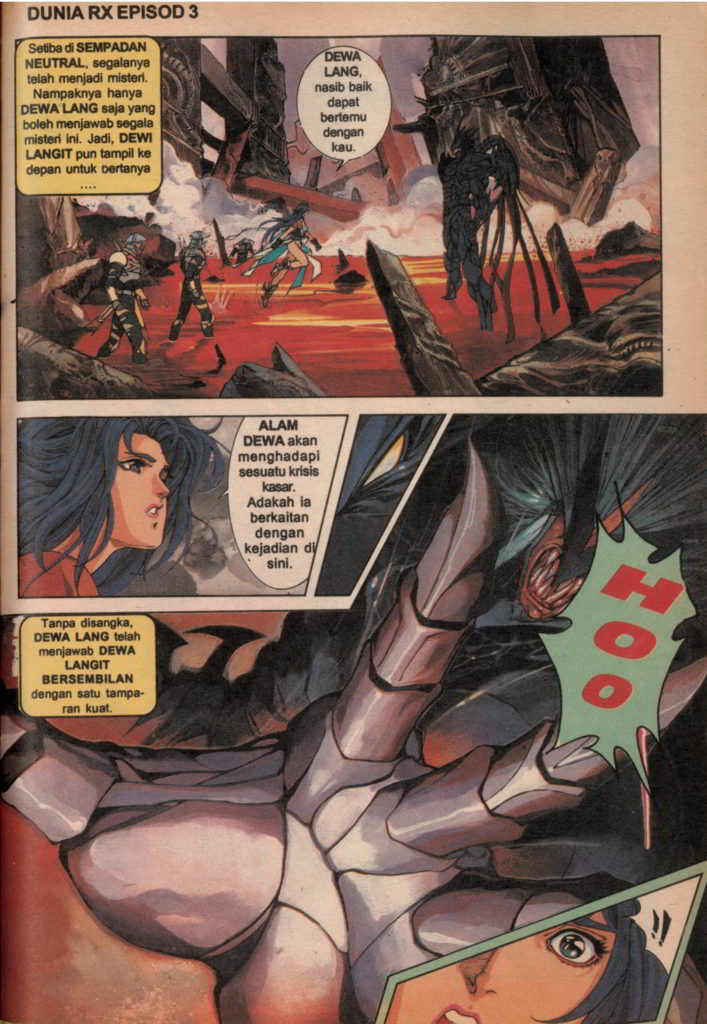 DUNIA RX EPISOD 3
Setiba di SEMPADAN
NEUTRAL, segalanya
telah menjadi misteri.
Nampaknya hanya
DEWA LANG saja yang
boleh menjawab segala
misteri ini. Jadi, DEWI
LANGIT pun tampil ke
depan untuk bertanya
....
DEWA
LANG,
nasib baik
dapat
bertemu
dengan
kau.
ALAM
DEWA akan
menghadapi
sesuatu krisis
kasar.
Adakah ia
berkaitan
dengan
kejadian di
sini.
HOO
Tanpa disangka,
DEWA LANG telah
menjawab DEWA
LANGIT
BERSEMBILAN
dengan satu tampa-
ran kuat.
!!